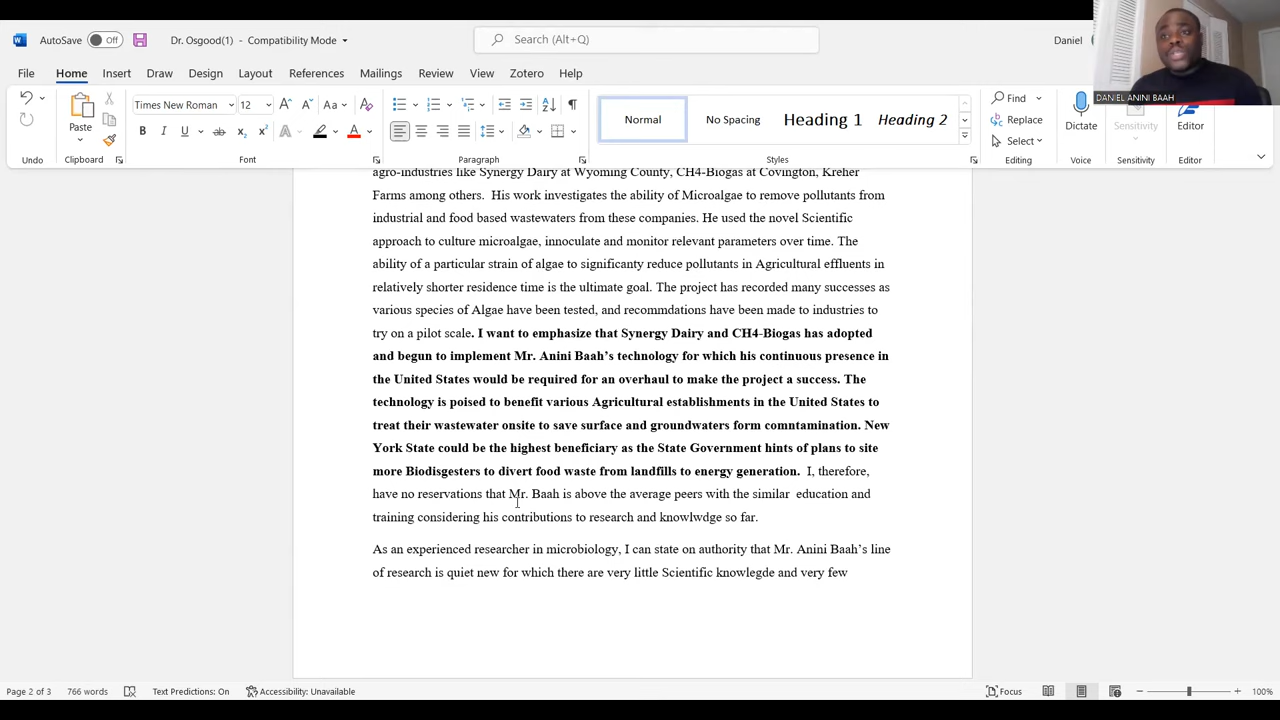 AutoSave Off Dr. Osgood(1) - Compatibility Mode Search (Alt+Q) Daniel
DANIEL ANINI BAAH
File Home Insert Draw Design Layout References Mailings Review View Zotero Help
Times New Roman 12 Aa Find
Paste Normal No Spacing Heading 1 Heading 2 Replace Dictate Sensitivity Editor
B I U ab x₂ x² A A Select
Undo Clipboard Font Paragraph Styles Editing Voice Sensitivity Editor
agro-industries like Synergy Dairy at Wyoming County, CH4-Biogas at Covington, Kreher
Farms among others.  His work investigates the ability of Microalgae to remove pollutants from
industrial and food based wastewaters from these companies. He used the novel Scientific
approach to culture microalgae, innoculate and monitor relevant parameters over time. The
ability of a particular strain of algae to significanty reduce pollutants in Agricultural effluents in
relatively shorter residence time is the ultimate goal. The project has recorded many successes as
various species of Algae have been tested, and recommdations have been made to industries to
try on a pilot scale. I want to emphasize that Synergy Dairy and CH4-Biogas has adopted
and begun to implement Mr. Anini Baah’s technology for which his continuous presence in
the United States would be required for an overhaul to make the project a success. The
technology is poised to benefit various Agricultural establishments in the United States to
treat their wastewater onsite to save surface and groundwaters form comntamination. New
York State could be the highest beneficiary as the State Government hints of plans to site
more Biodisgesters to divert food waste from landfills to energy generation.  I, therefore,
have no reservations that Mr. Baah is above the average peers with the similar  education and
training considering his contributions to research and knowlwdge so far.
As an experienced researcher in microbiology, I can state on authority that Mr. Anini Baah’s line
of research is quiet new for which there are very little Scientific knowlegde and very few
Page 2 of 3 766 words Text Predictions: On Accessibility: Unavailable Focus 100%